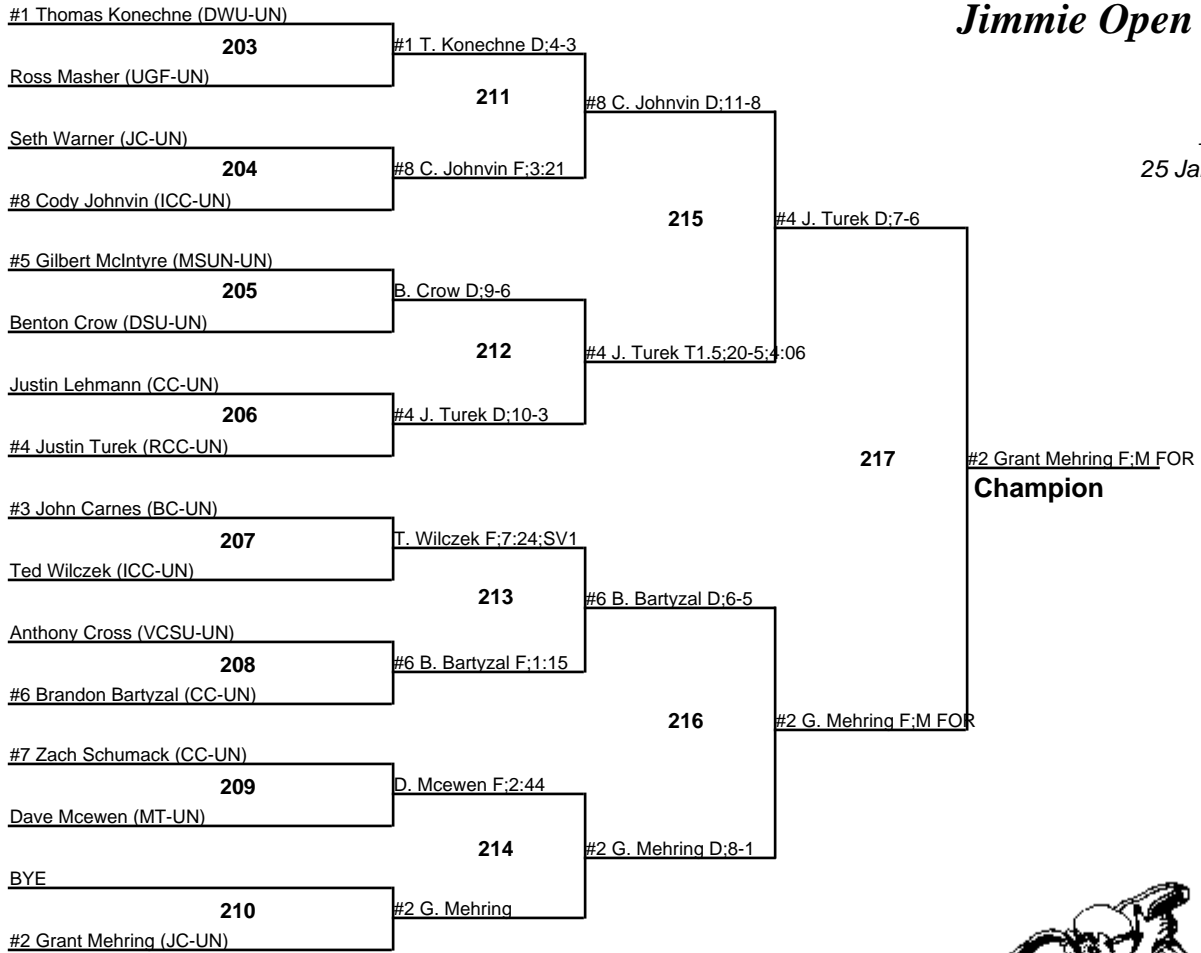 #1 Thomas Konechne (DWU-UN)
Jimmie Open
203
#1 T. Konechne D;4-3
Ross Masher (UGF-UN)
211
#8 C. Johnvin D;11-8
Seth Warner (JC-UN)
204
#8 C. Johnvin F;3:21
25 Ja
#8 Cody Johnvin (ICC-UN)
215
#4 J. Turek D;7-6
#5 Gilbert McIntyre (MSUN-UN)
205
B. Crow D;9-6
Benton Crow (DSU-UN)
212
#4 J. Turek T1.5;20-5;4:06
Justin Lehmann (CC-UN)
206
#4 J. Turek D;10-3
#4 Justin Turek (RCC-UN)
217
#2 Grant Mehring F;M FOR
Champion
#3 John Carnes (BC-UN)
207
T. Wilczek F;7:24;SV1
Ted Wilczek (ICC-UN)
213
#6 B. Bartyzal D;6-5
Anthony Cross (VCSU-UN)
208
#6 B. Bartyzal F;1:15
#6 Brandon Bartyzal (CC-UN)
216
#2 G. Mehring F;M FOR
#7 Zach Schumack (CC-UN)
209
D. Mcewen F;2:44
Dave Mcewen (MT-UN)
214
#2 G. Mehring D;8-1
BYE
210
#2 G. Mehring
#2 Grant Mehring (JC-UN)